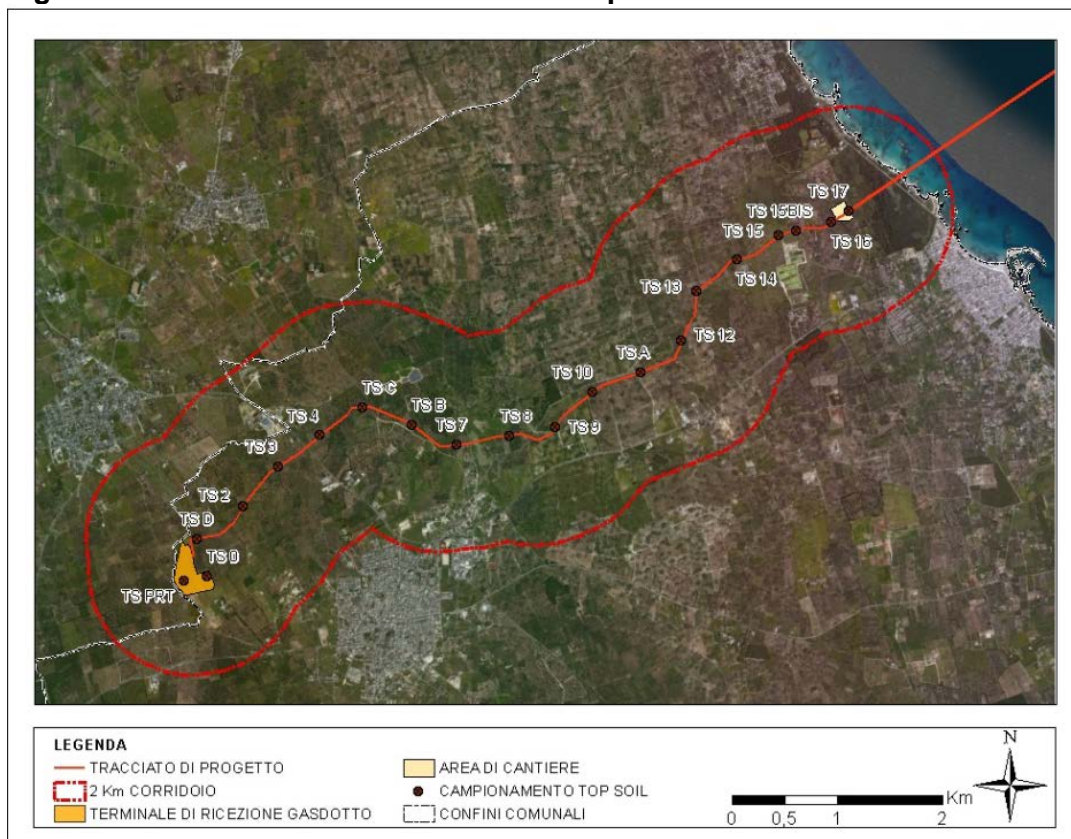 TS 17
TS 15BIS
TS 15
TS 16
TS 14
TS 13
TS 12
TS A
TS 10
TS C
TS B
TS 8
TS 7
TS 9
TS 4
TS 3
TS 2
TS D
TS 0
TS PRT
LEGENDA
TRACCIATO DI PROGETTO
2 Km CORRIDOIO
TERMINALE DI RICEZIONE GASDOTTO
AREA DI CANTIERE
CAMPIONAMENTO TOP SOIL
CONFINI COMUNALI
N
Km
0 0,5 1 2